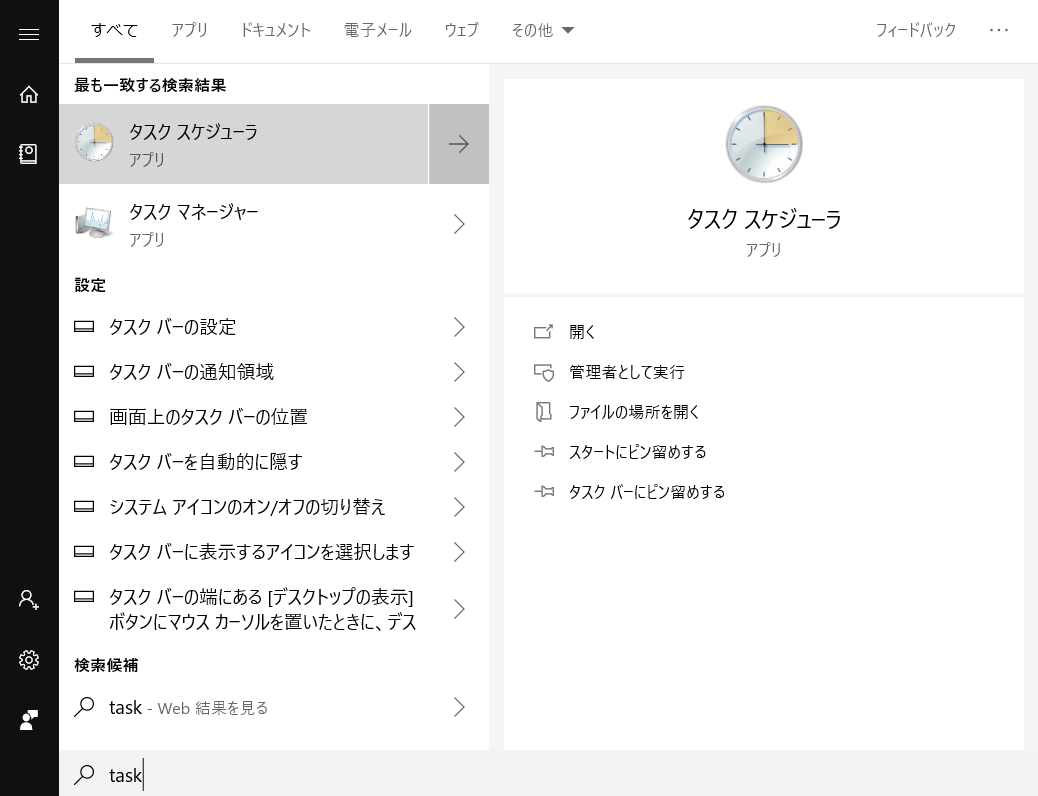 すべて アプリ ドキュメント 電子メール ウェブ その他 フィードバック ...
最も一致する検索結果
タスク スケジューラ
アプリ
タスク マネージャー
アプリ
設定
タスク バーの設定
タスク バーの通知領域
画面上のタスク バーの位置
タスク バーを自動的に隠す
システム アイコンのオン/オフの切り替え
タスク バーに表示するアイコンを選択します
タスク バーの端にある [デスクトップの表示]
ボタンにマウス カーソルを置いたときに、デス
検索候補
task - Web 結果を見る
タスク スケジューラ
アプリ
開く
管理者として実行
ファイルの場所を開く
スタートにピン留めする
タスク バーにピン留めする
task